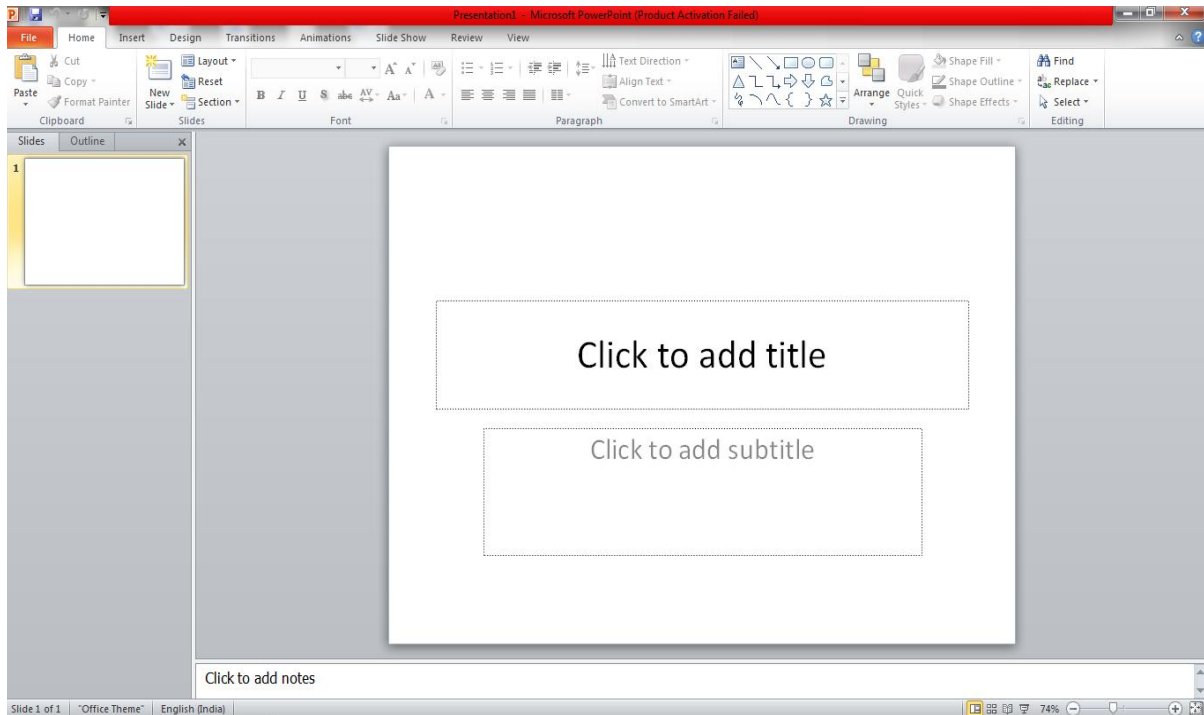 Presentation1 - Microsoft PowerPoint (Product Activation Failed)
File Home Insert Design Transitions Animations Slide Show Review View
Cut
Copy
Format Painter
Paste
Clipboard
New Slide
Layout
Reset
Section
Slides
B I U S abc AV Aa A
Font
Text Direction
Align Text
Convert to SmartArt
Paragraph
Arrange
Quick Styles
Shape Fill
Shape Outline
Shape Effects
Drawing
Find
Replace
Select
Editing
Slides Outline
1
Click to add title
Click to add subtitle
Click to add notes
Slide 1 of 1 "Office Theme" English (India) 74%